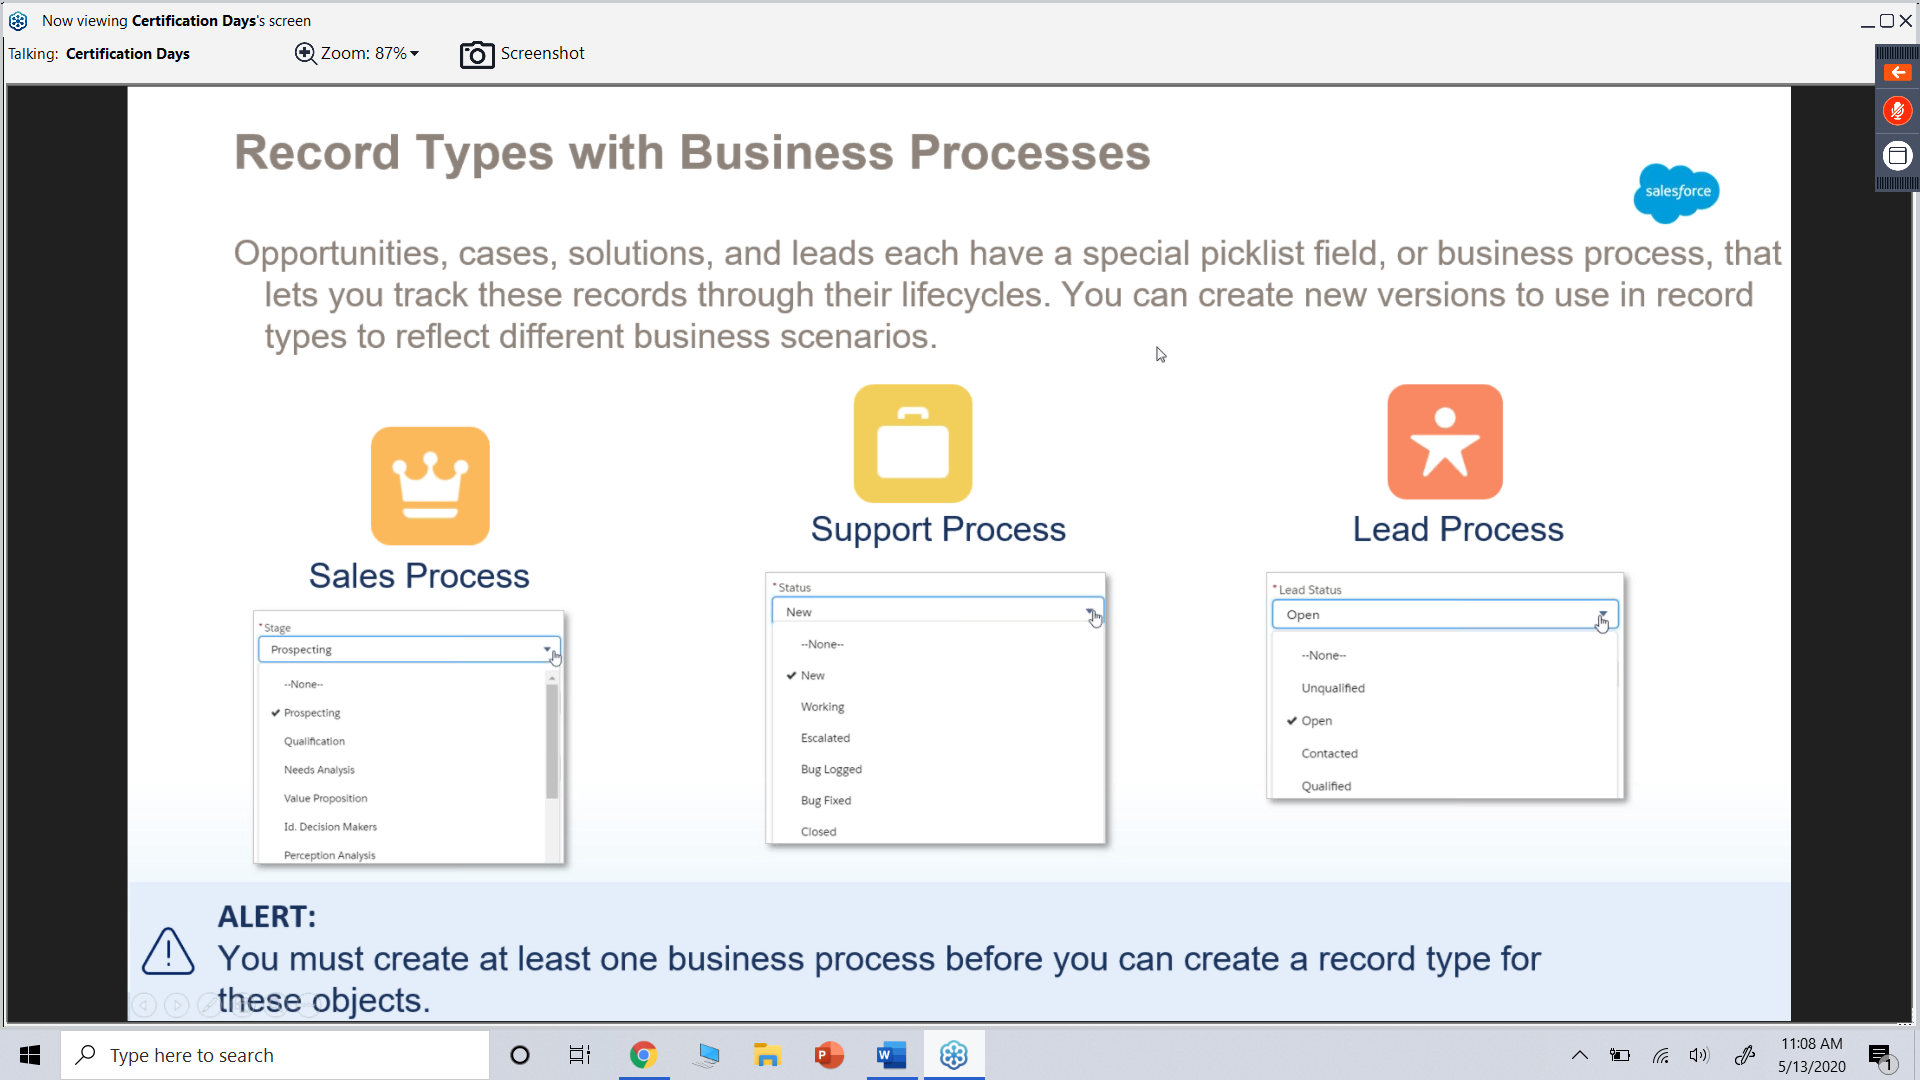 Now viewing Certification Days's screen
Talking: Certification Days
Zoom: 87%
Screenshot
Record Types with Business Processes
salesforce
Opportunities, cases, solutions, and leads each have a special picklist field, or business process, that
lets you track these records through their lifecycles. You can create new versions to use in record
types to reflect different business scenarios.
Sales Process
*Stage
Prospecting
--None--
Prospecting
Qualification
Needs Analysis
Value Proposition
Id. Decision Makers
Perception Analysis
Support Process
*Status
New
--None--
New
Working
Escalated
Bug Logged
Bug Fixed
Closed
Lead Process
*Lead Status
Open
--None--
Unqualified
Open
Contacted
Qualified
ALERT:
You must create at least one business process before you can create a record type for
these objects.
Type here to search
11:08 AM
5/13/2020
1